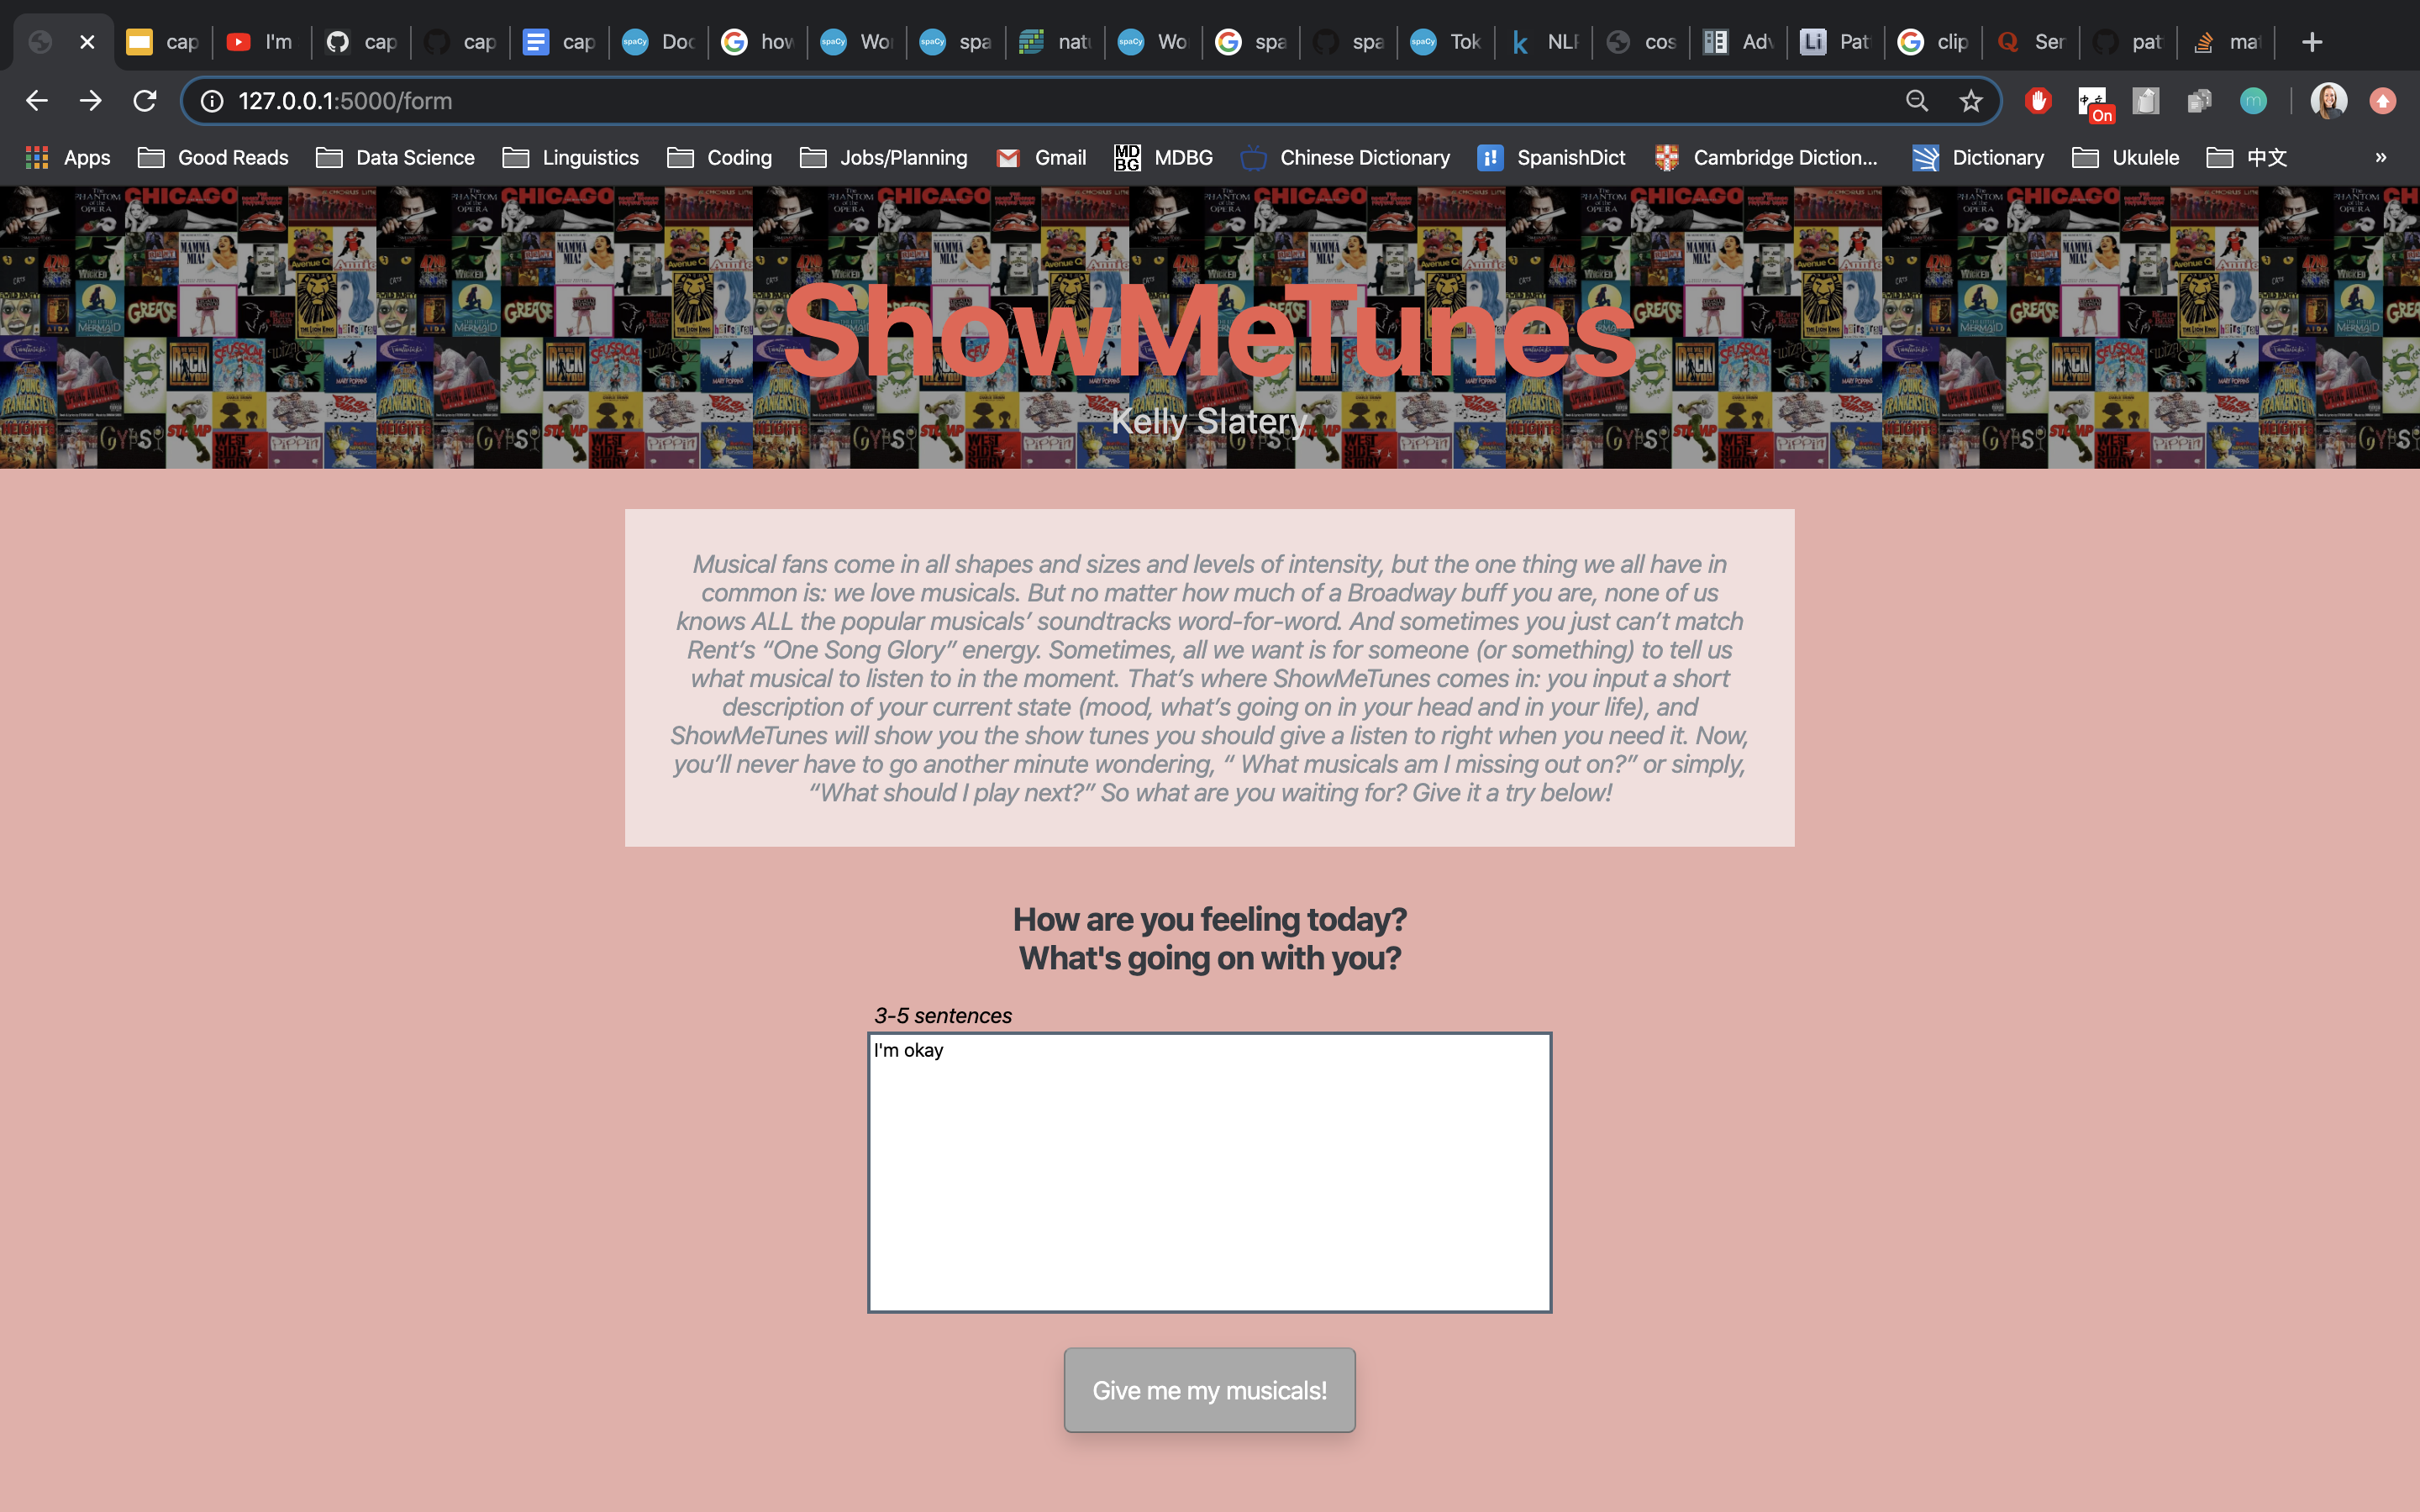 cap
I'm
cap
cap
cap
Doc
how
Wo
spa
natu
Wo
spa
spa
Tok
NLP
cos
Adv
Pat
clip
Ser
pat
mat
127.0.0.1:5000/form
On
Apps
Good Reads
Data Science
Linguistics
Coding
Jobs/Planning
Gmail
MDBG
Chinese Dictionary
SpanishDict
Cambridge Diction...
Dictionary
Ukulele
中文
»
ShowMeTunes
Kelly Slatery
Musical fans come in all shapes and sizes and levels of intensity, but the one thing we all have in
common is: we love musicals. But no matter how much of a Broadway buff you are, none of us
knows ALL the popular musicals’ soundtracks word-for-word. And sometimes you just can’t match
Rent’s “One Song Glory” energy. Sometimes, all we want is for someone (or something) to tell us
what musical to listen to in the moment. That’s where ShowMeTunes comes in: you input a short
description of your current state (mood, what’s going on in your head and in your life), and
ShowMeTunes will show you the show tunes you should give a listen to right when you need it. Now,
you’ll never have to go another minute wondering, “ What musicals am I missing out on?” or simply,
“What should I play next?” So what are you waiting for? Give it a try below!
How are you feeling today?
What's going on with you?
3-5 sentences
I'm okay
Give me my musicals!